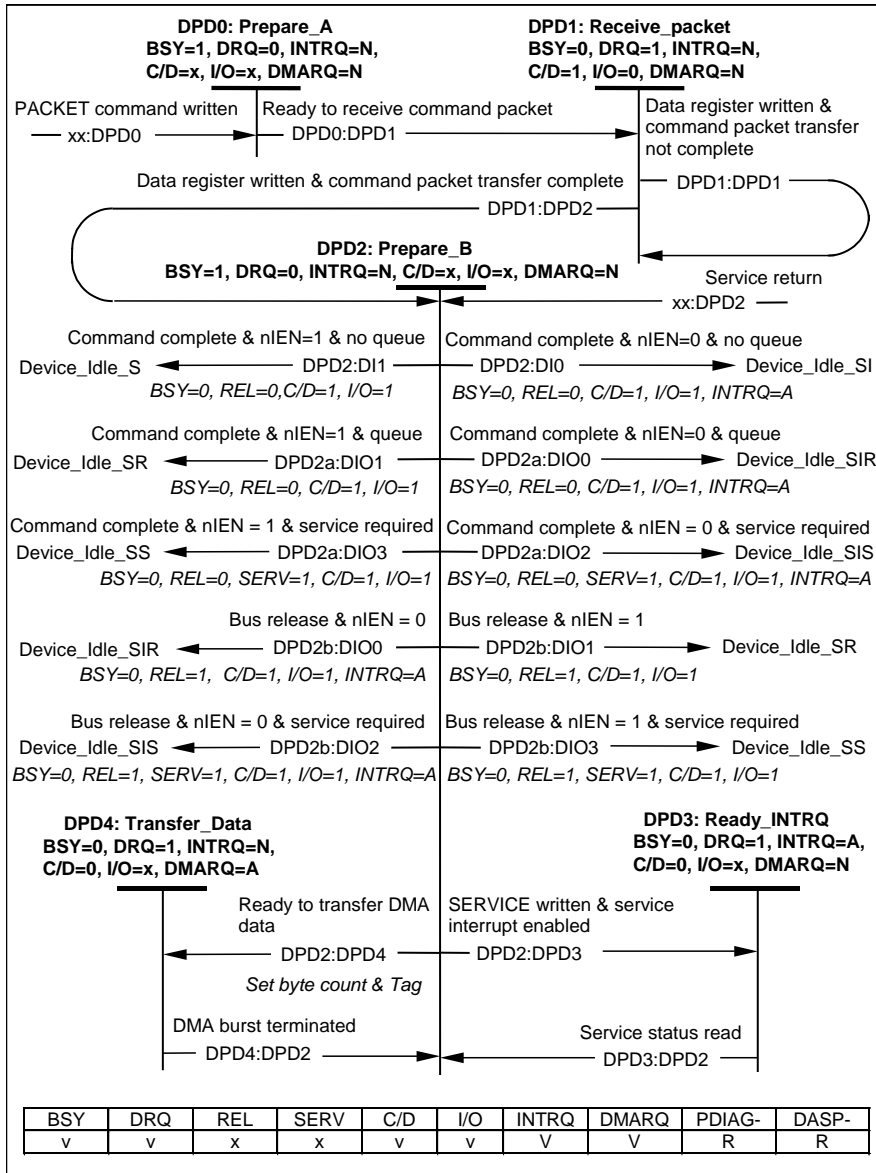 DPD0: Prepare_A
BSY=1, DRQ=0, INTRQ=N,
C/D=x, I/O=x, DMARQ=N
DPD1: Receive_packet
BSY=0, DRQ=1, INTRQ=N,
C/D=1, I/O=0, DMARQ=N
PACKET command written
xx:DPD0
Ready to receive command packet
DPD0:DPD1
Data register written &
command packet transfer
not complete
DPD1:DPD1
Data register written & command packet transfer complete
DPD1:DPD2
DPD2: Prepare_B
BSY=1, DRQ=0, INTRQ=N, C/D=x, I/O=x, DMARQ=N
Service return
xx:DPD2
Command complete & nIEN=1 & no queue
Device_Idle_S
DPD2:DI1
BSY=0, REL=0,C/D=1, I/O=1
Command complete & nIEN=0 & no queue
DPD2:DI0
Device_Idle_SI
BSY=0, REL=0, C/D=1, I/O=1, INTRQ=A
Command complete & nIEN=1 & queue
Device_Idle_SR
DPD2a:DIO1
BSY=0, REL=0, C/D=1, I/O=1
Command complete & nIEN=0 & queue
DPD2a:DIO0
Device_Idle_SIR
BSY=0, REL=0, C/D=1, I/O=1, INTRQ=A
Command complete & nIEN = 1 & service required
Device_Idle_SS
DPD2a:DIO3
BSY=0, REL=0, SERV=1, C/D=1, I/O=1
Command complete & nIEN = 0 & service required
DPD2a:DIO2
Device_Idle_SIS
BSY=0, REL=0, SERV=1, C/D=1, I/O=1, INTRQ=A
Bus release & nIEN = 0
Device_Idle_SIR
DPD2b:DIO0
BSY=0, REL=1, C/D=1, I/O=1, INTRQ=A
Bus release & nIEN = 1
DPD2b:DIO1
Device_Idle_SR
BSY=0, REL=1, C/D=1, I/O=1
Bus release & nIEN = 0 & service required
Device_Idle_SIS
DPD2b:DIO2
BSY=0, REL=1, SERV=1, C/D=1, I/O=1, INTRQ=A
Bus release & nIEN = 1 & service required
DPD2b:DIO3
Device_Idle_SS
BSY=0, REL=1, SERV=1, C/D=1, I/O=1
DPD4: Transfer_Data
BSY=0, DRQ=1, INTRQ=N,
C/D=0, I/O=x, DMARQ=A
DPD3: Ready_INTRQ
BSY=0, DRQ=1, INTRQ=A,
C/D=0, I/O=x, DMARQ=N
Ready to transfer DMA
data
DPD2:DPD4
Set byte count & Tag
SERVICE written & service
interrupt enabled
DPD2:DPD3
DMA burst terminated
DPD4:DPD2
Service status read
DPD3:DPD2
BSY DRQ REL SERV C/D I/O INTRQ DMARQ PDIAG- DASP-
v v x x v v V V R R